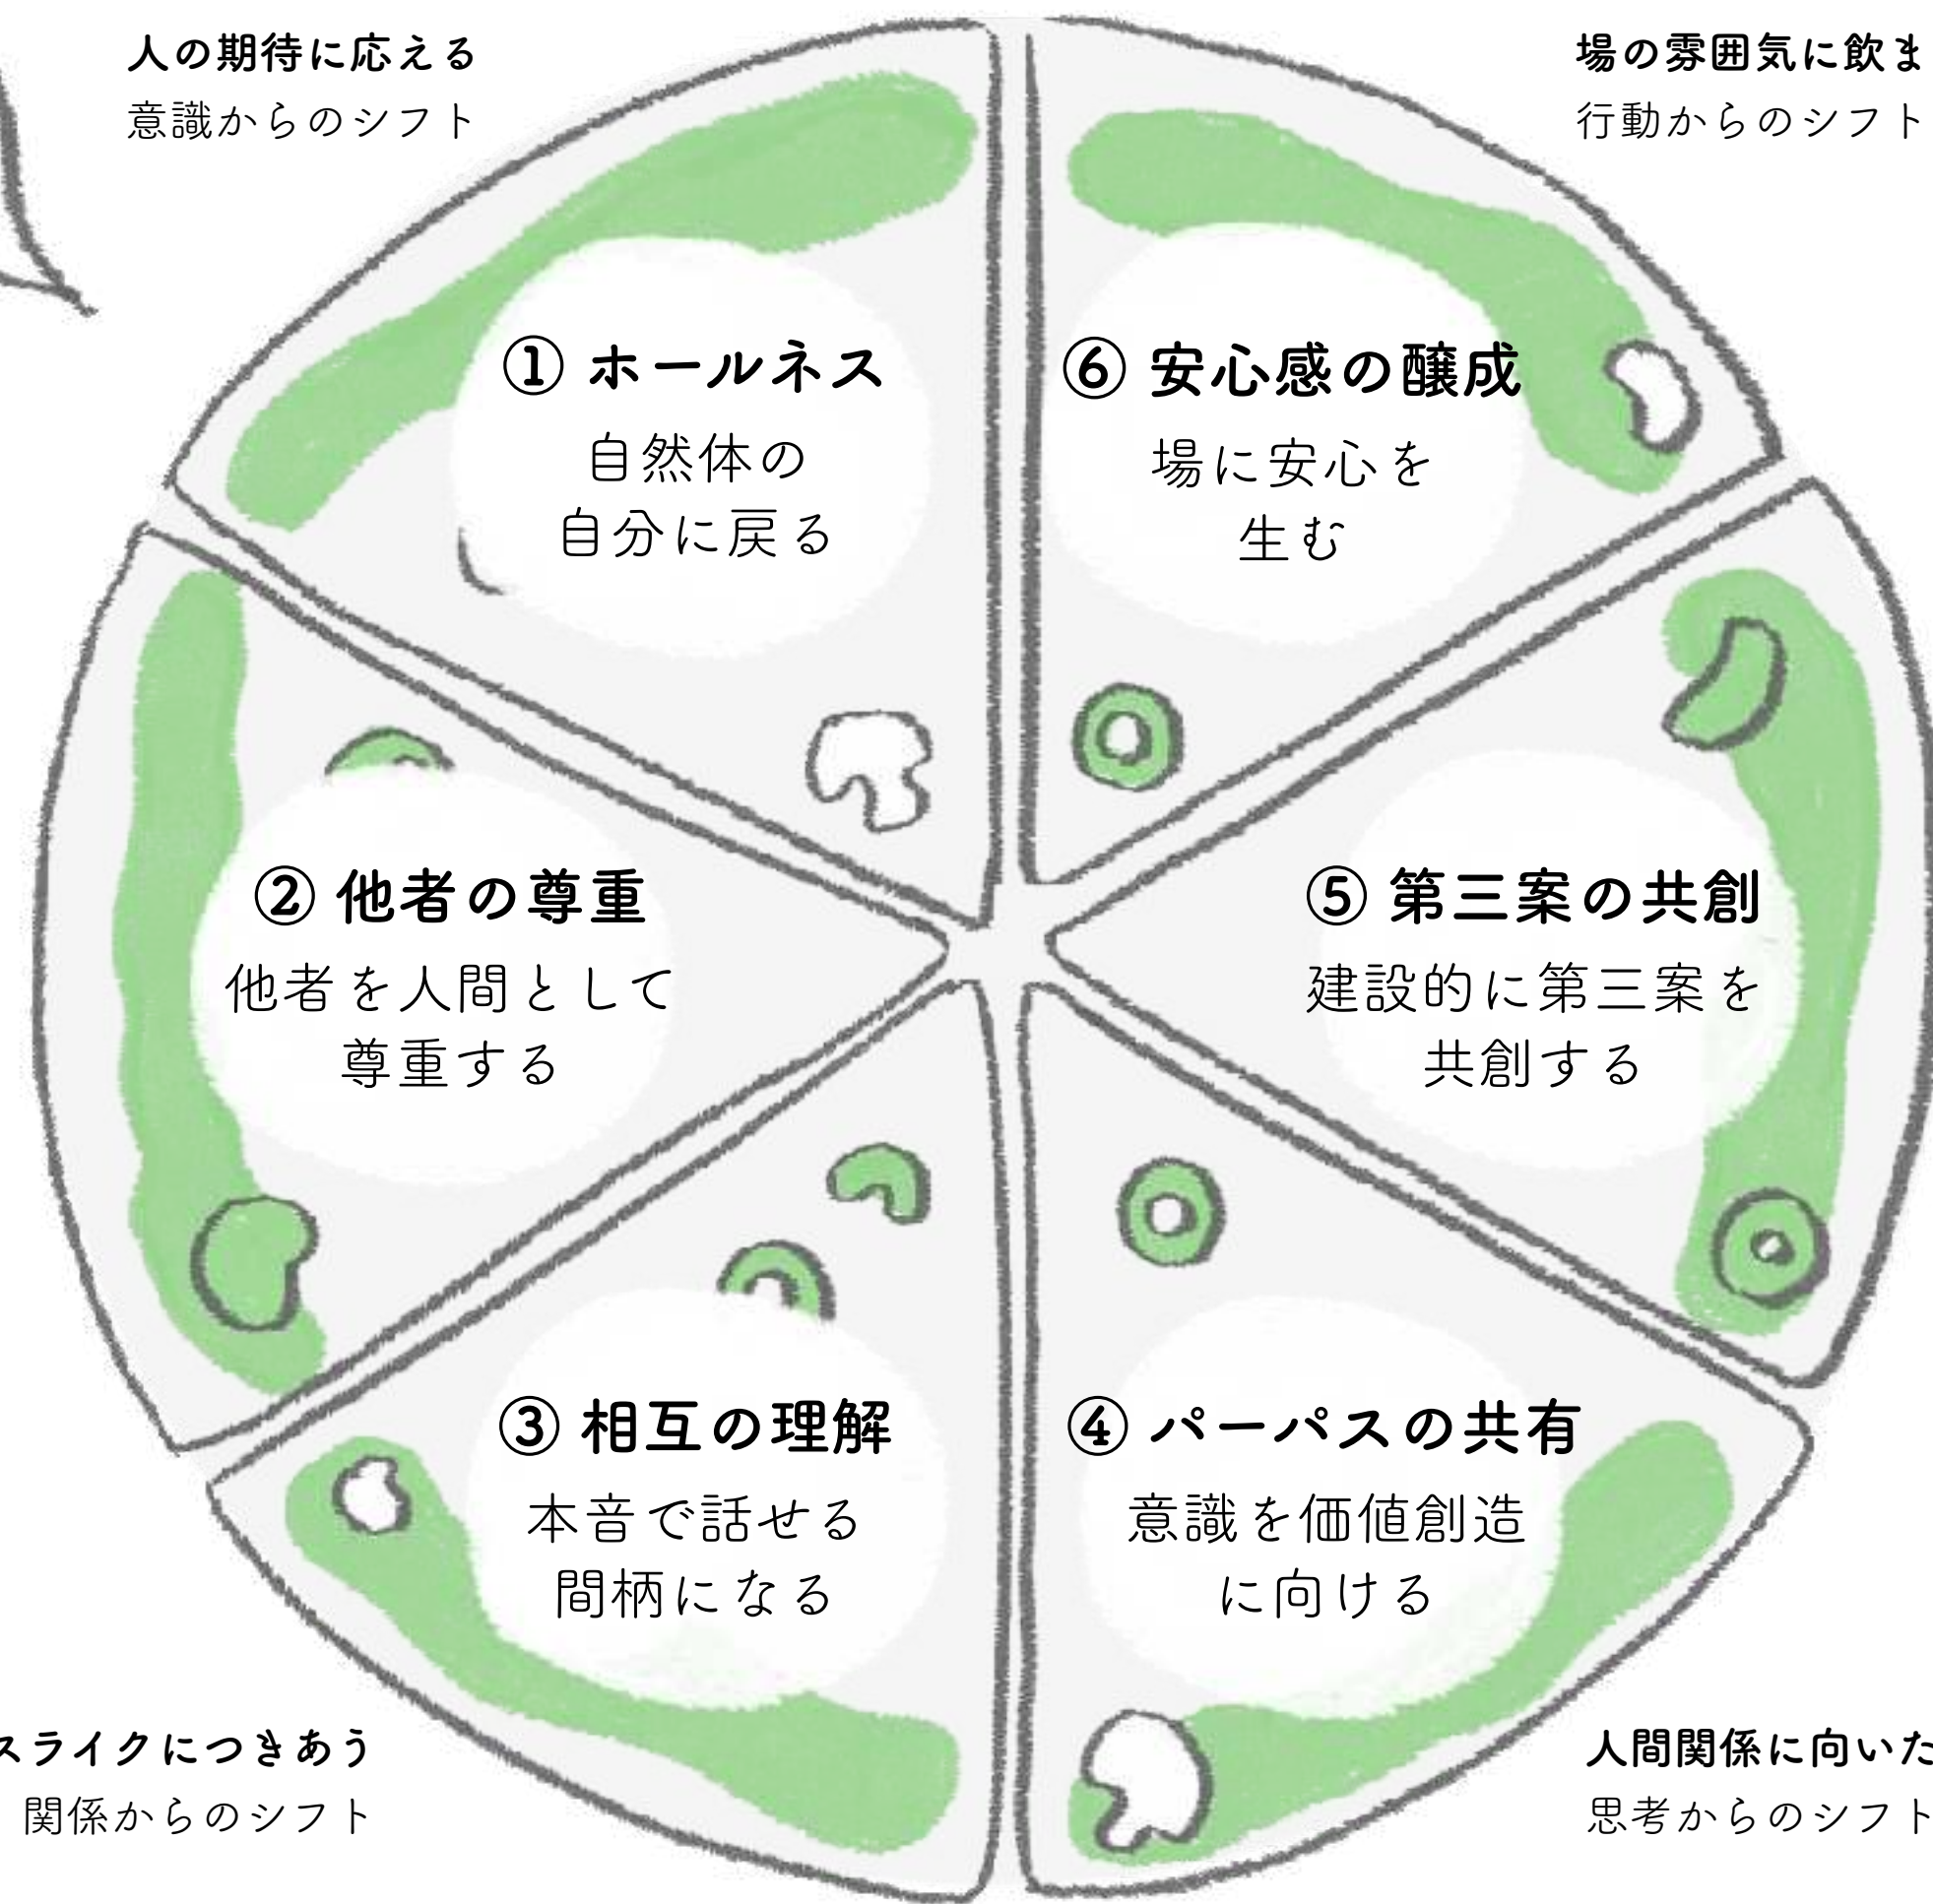 人の期待に応える
意識からのシフト
場の雰囲気に飲ま
行動からのシフト
① ホールネス
自然体の
自分に戻る
⑥ 安心感の醸成
場に安心を
生む
② 他者の尊重
他者を人間として
尊重する
⑤ 第三案の共創
建設的に第三案を
共創する
③ 相互の理解
本音で話せる
間柄になる
④ パーパスの共有
意識を価値創造
に向ける
スライクにつきあう
関係からのシフト
人間関係に向いた
思考からのシフト